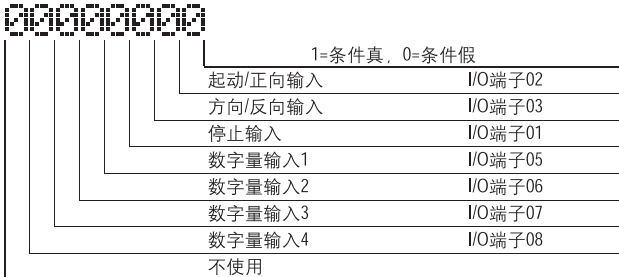 00000000
1=条件真，0=条件假
起动/正向输入 I/O端子02
方向/反向输入 I/O端子03
停止输入 I/O端子01
数字量输入1 I/O端子05
数字量输入2 I/O端子06
数字量输入3 I/O端子07
数字量输入4 I/O端子08
不使用